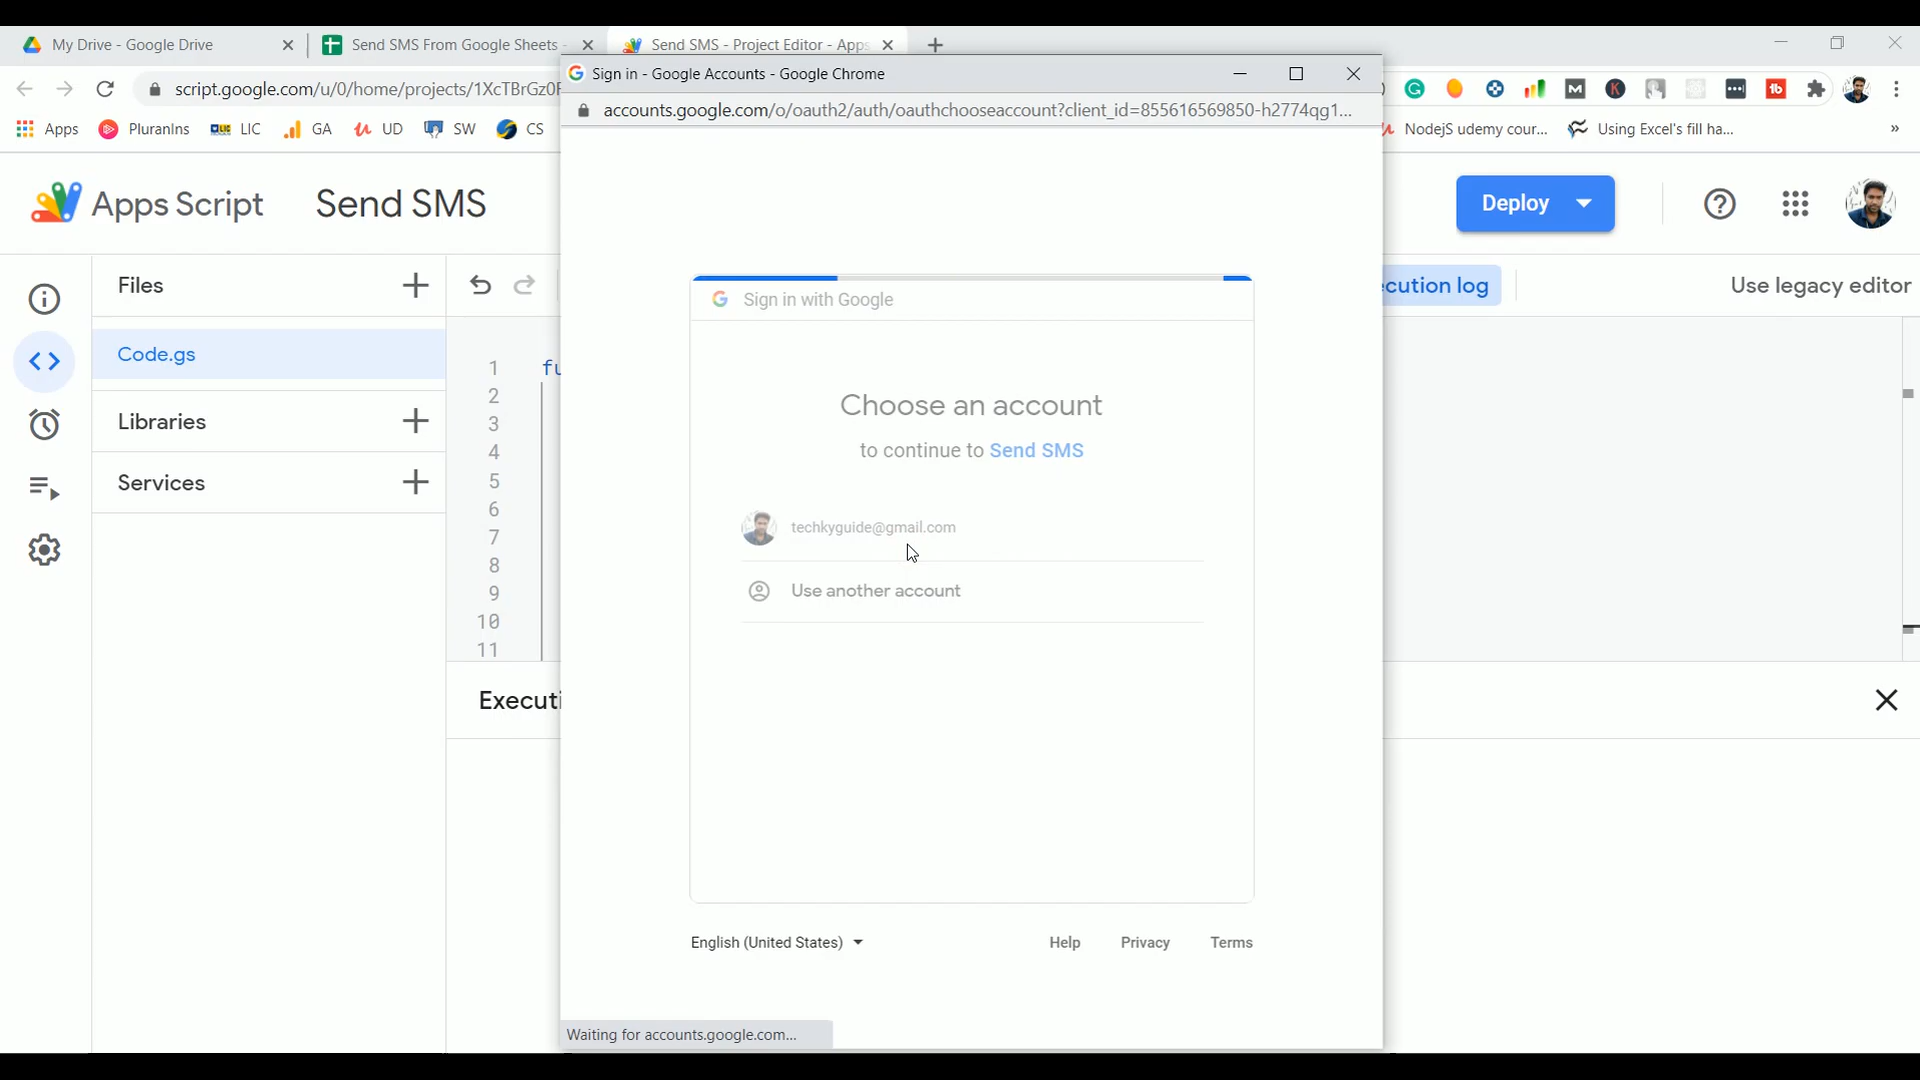 My Drive - Google Drive
Send SMS From Google Sheets -
Send SMS - Project Editor - Apps
Sign in - Google Accounts - Google Chrome
script.google.com/u/0/home/projects/1XcTBrGz0F
accounts.google.com/o/oauth2/auth/oauthchooseaccount?client_id=855616569850-h2774qg1...
Apps
PluranIns
LIC
GA
UD
SW
CS
NodejS udemy cour...
Using Excel's fill ha...
»
Apps Script
Send SMS
Deploy
Files
cution log
Use legacy editor
Sign in with Google
Code.gs
1
fu
2
3
4
5
6
7
8
9
10
11
Choose an account
to continue to Send SMS
Libraries
Services
techkyguide@gmail.com
Use another account
Executi
English (United States)
Help
Privacy
Terms
Waiting for accounts.google.com...